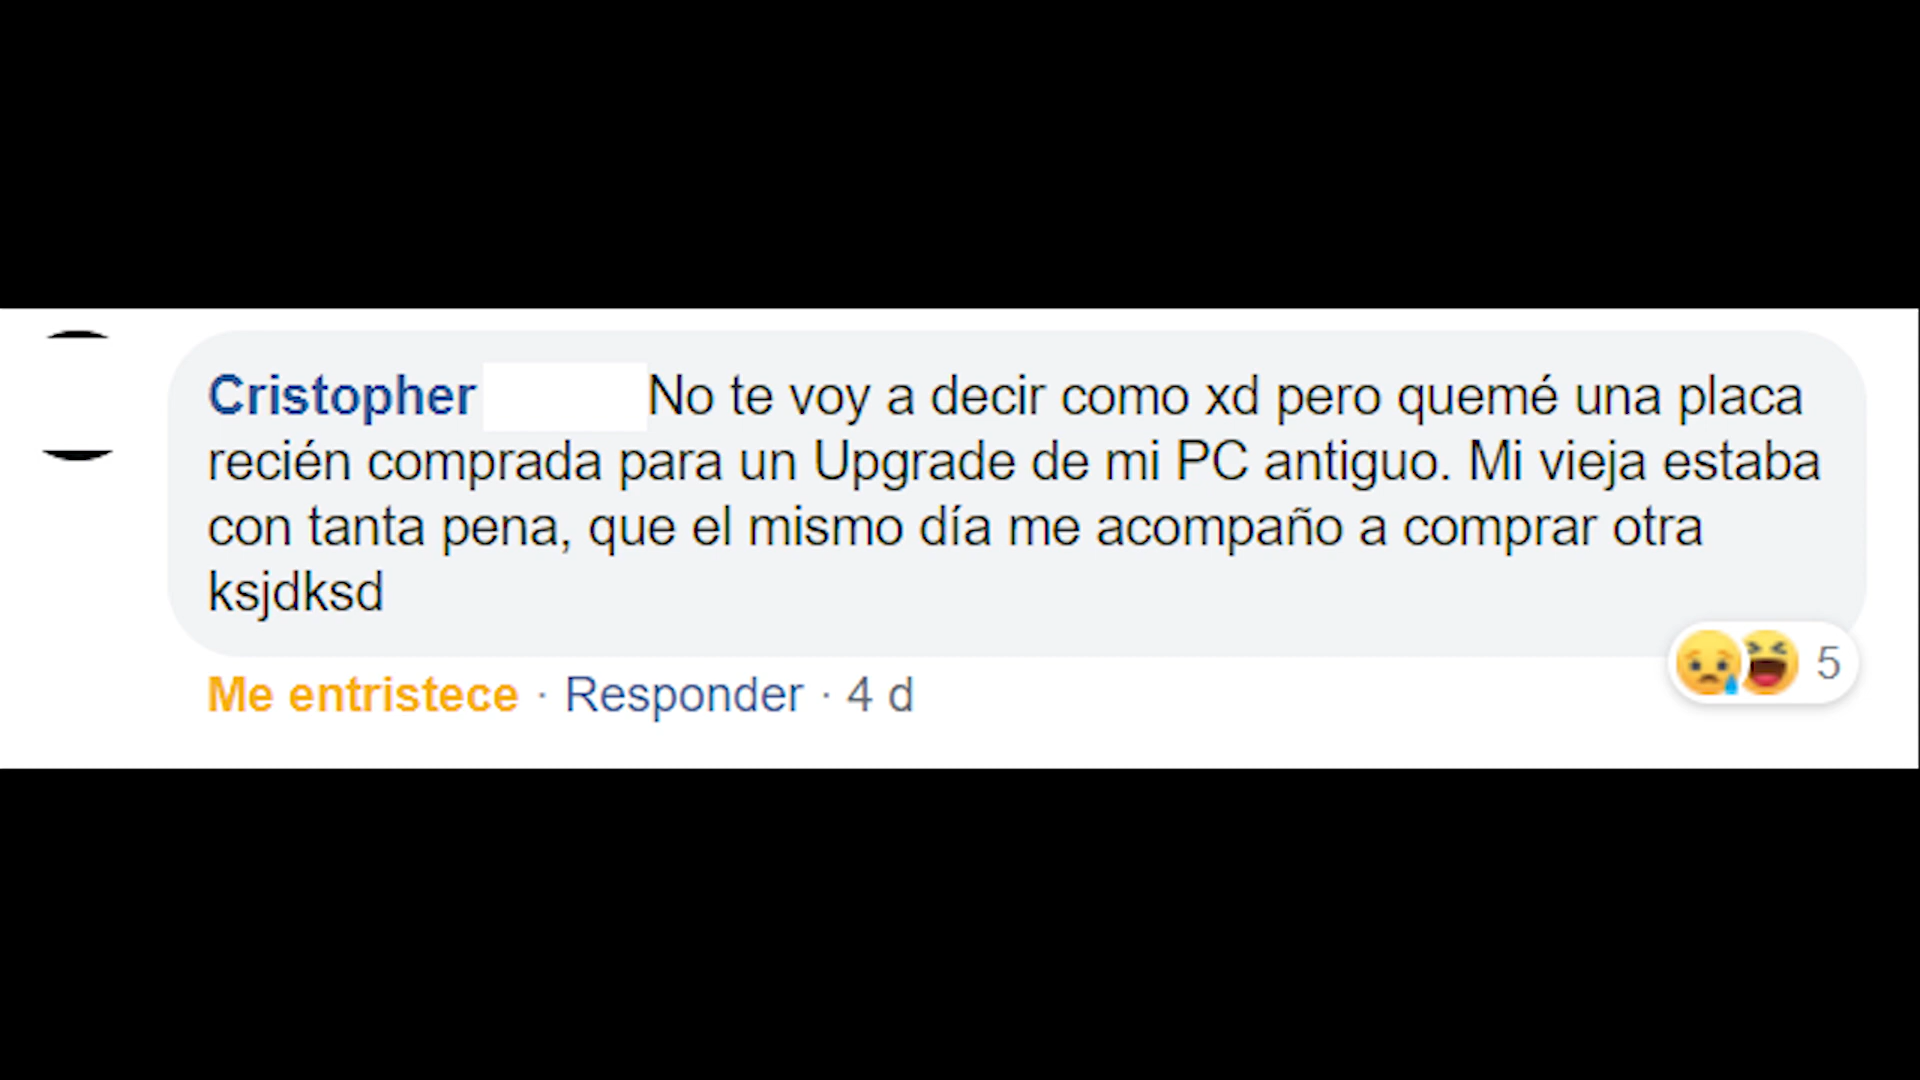 Cristopher No te voy a decir como xd pero quemé una placa
recién comprada para un Upgrade de mi PC antiguo. Mi vieja estaba
con tanta pena, que el mismo día me acompaño a comprar otra
ksjdksd
5
Me entristece · Responder · 4 d